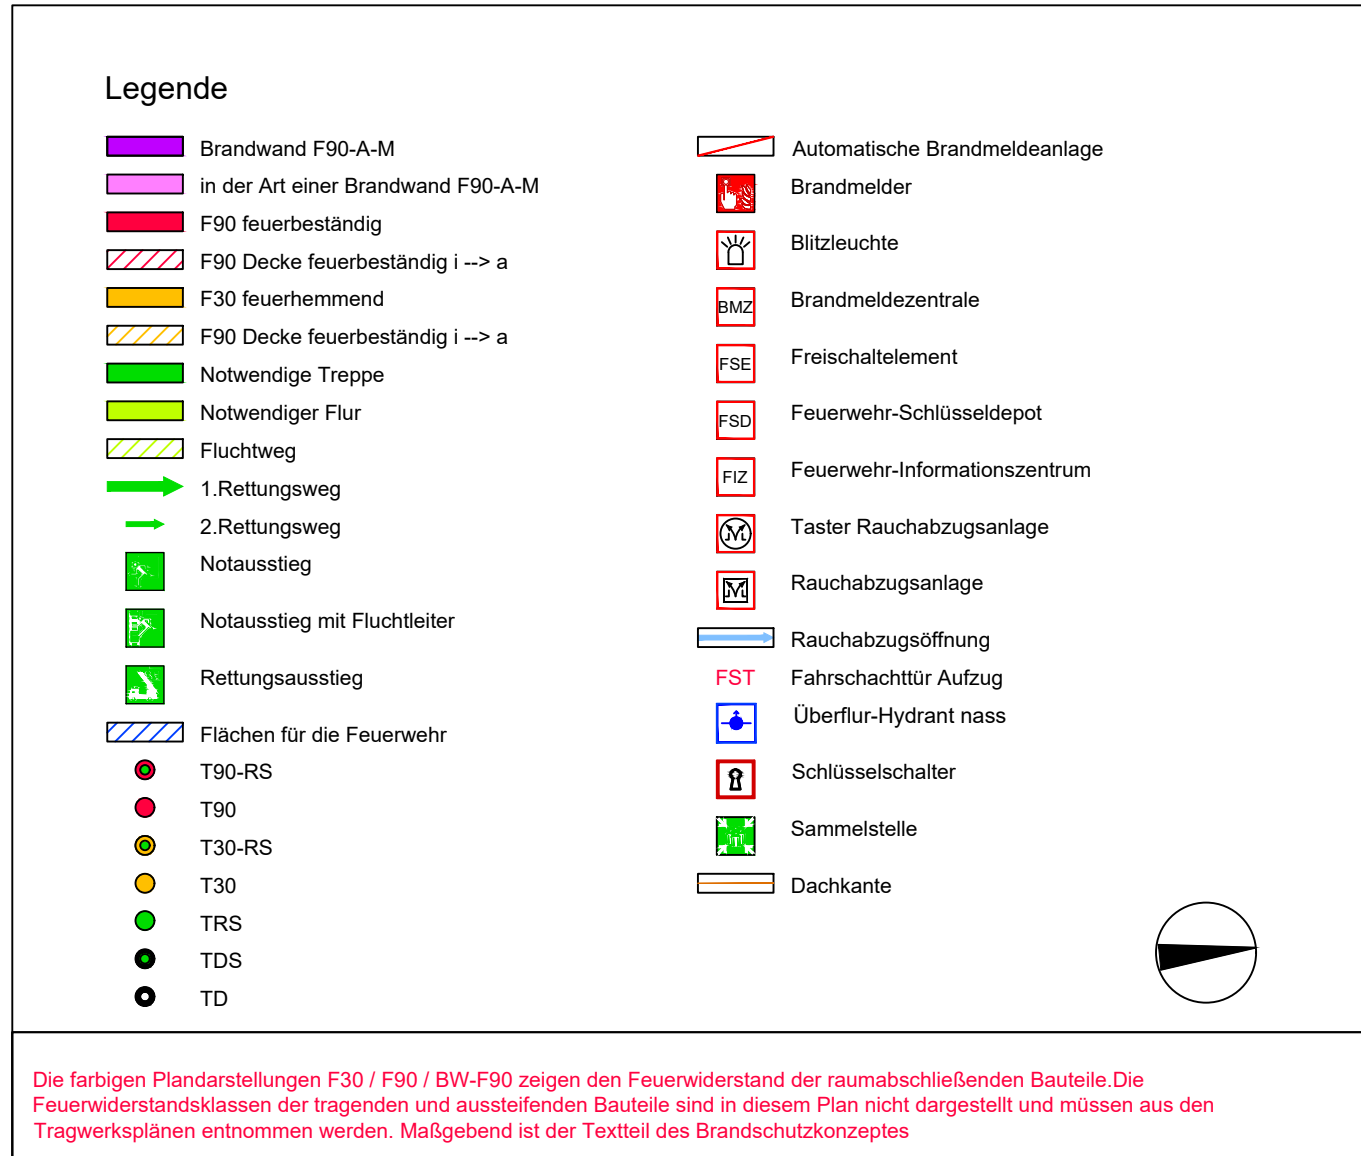 Legende
Brandwand F90-A-M
in der Art einer Brandwand F90-A-M
F90 feuerbeständig
F90 Decke feuerbeständig i --> a
F30 feuerhemmend
F90 Decke feuerbeständig i --> a
Notwendige Treppe
Notwendiger Flur
Fluchtweg
1.Rettungsweg
2.Rettungsweg
Notausstieg
Notausstieg mit Fluchtleiter
Rettungsausstieg
Flächen für die Feuerwehr
T90-RS
T90
T30-RS
T30
TRS
TDS
TD
Automatische Brandmeldeanlage
Brandmelder
Blitzleuchte
BMZ Brandmeldezentrale
FSE Freischaltelement
FSD Feuerwehr-Schlüsseldepot
FIZ Feuerwehr-Informationszentrum
Taster Rauchabzugsanlage
Rauchabzugsanlage
Rauchabzugsöffnung
FST Fahrschachttür Aufzug
Überflur-Hydrant nass
Schlüsselschalter
Sammelstelle
Dachkante
Die farbigen Plandarstellungen F30 / F90 / BW-F90 zeigen den Feuerwiderstand der raumabschließenden Bauteile.Die
Feuerwiderstandsklassen der tragenden und aussteifenden Bauteile sind in diesem Plan nicht dargestellt und müssen aus den
Tragwerksplänen entnommen werden. Maßgebend ist der Textteil des Brandschutzkonzeptes